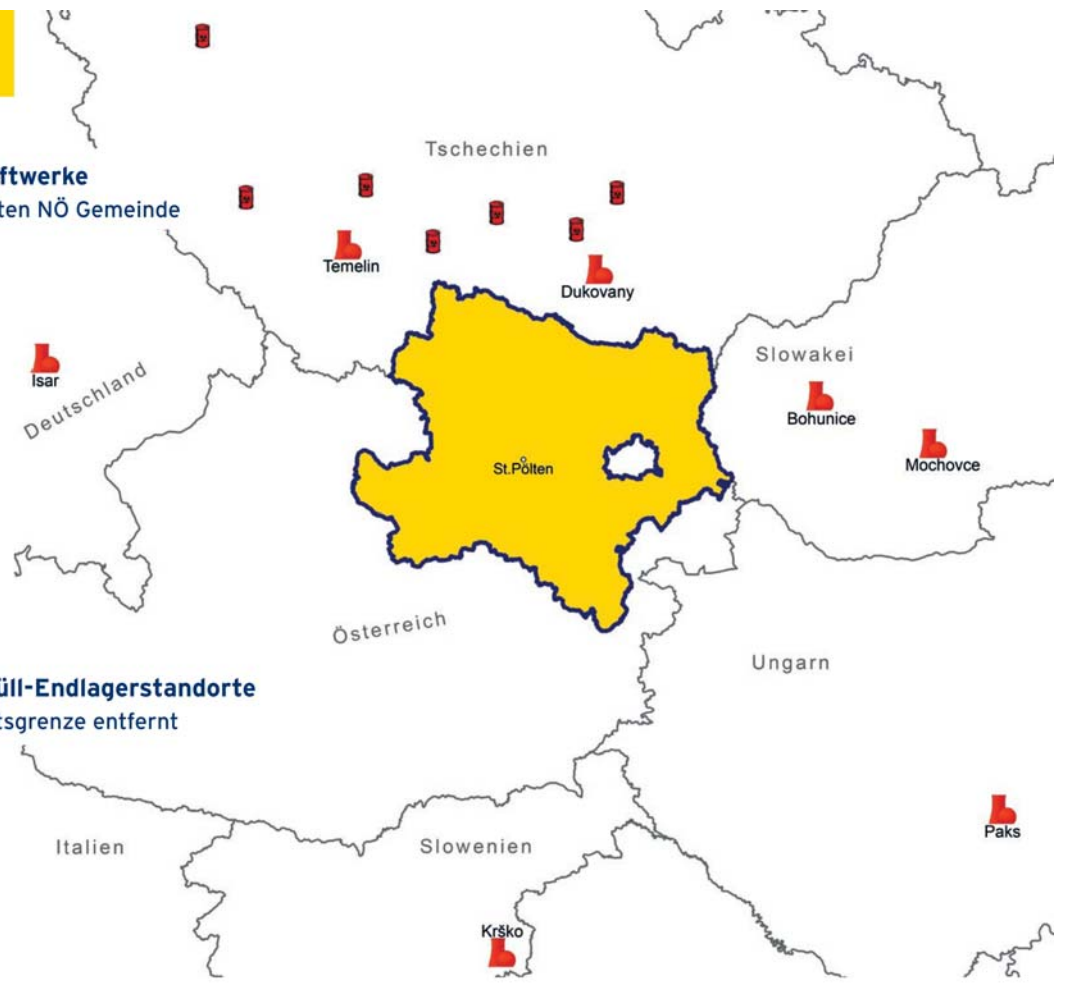 Tschechien
ftwerke
ten NÖ Gemeinde
Temelin
Dukovany
Isar
Deutschland
Slowakei
Bohunice
Mochovce
St.Pölten
Österreich
Ungarn
üll-Endlagerstandorte
tsgrenze entfernt
Paks
Italien
Slowenien
Krško